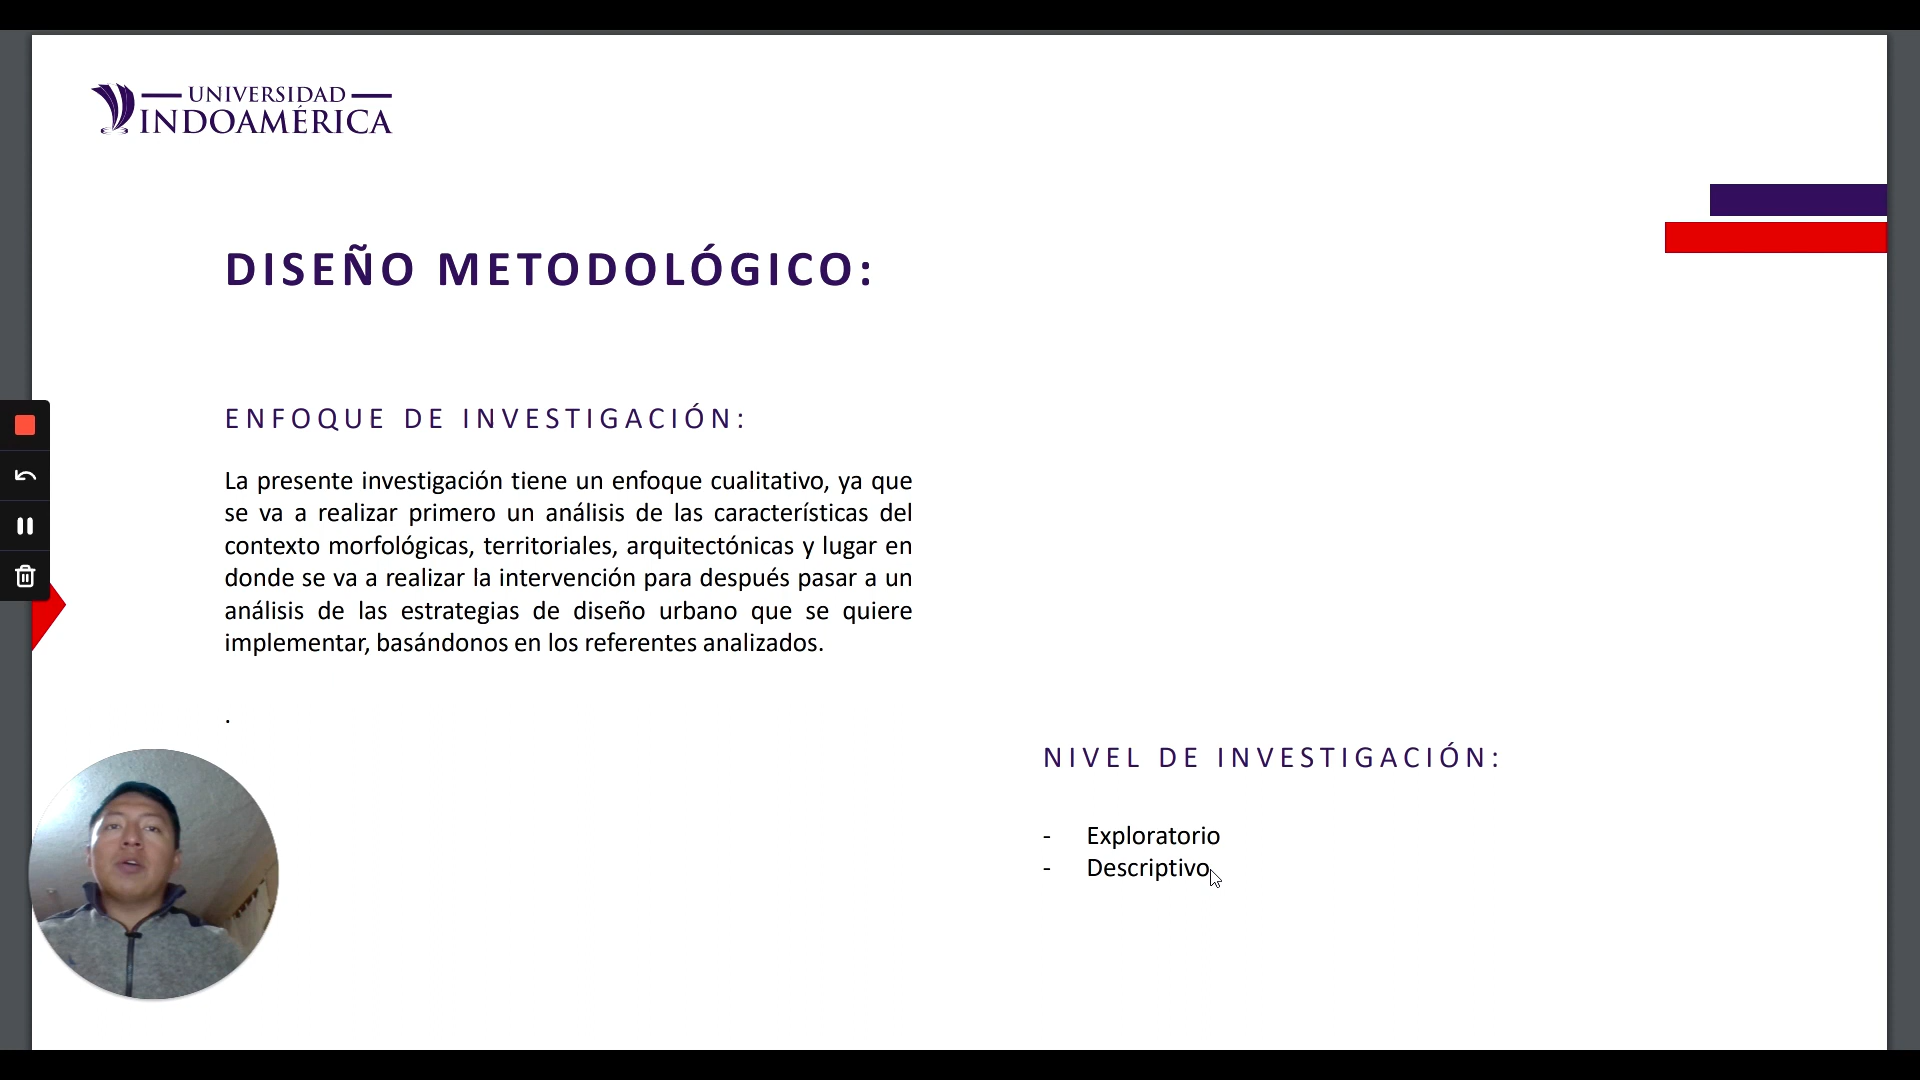 UNIVERSIDAD
INDOAMÉRICA
DISEÑO METODOLÓGICO:
ENFOQUE DE INVESTIGACIÓN:
La presente investigación tiene un enfoque cualitativo, ya que
se va a realizar primero un análisis de las características del
contexto morfológicas, territoriales, arquitectónicas y lugar en
donde se va a realizar la intervención para después pasar a un
análisis de las estrategias de diseño urbano que se quiere
implementar, basándonos en los referentes analizados.
.
NIVEL DE INVESTIGACIÓN:
- Exploratorio
- Descriptivo